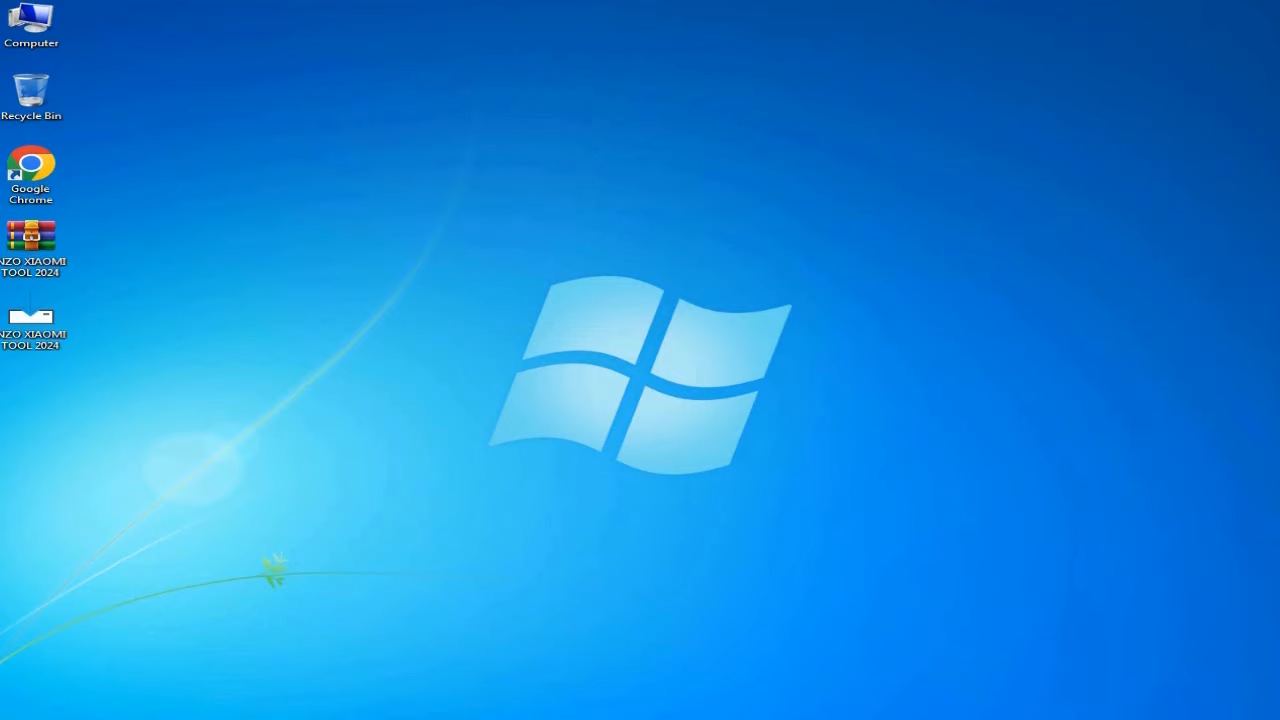 Computer
Recycle Bin
Google
Chrome
NZO XIAOMI
TOOL 2024
NZO XIAOMI
TOOL 2024